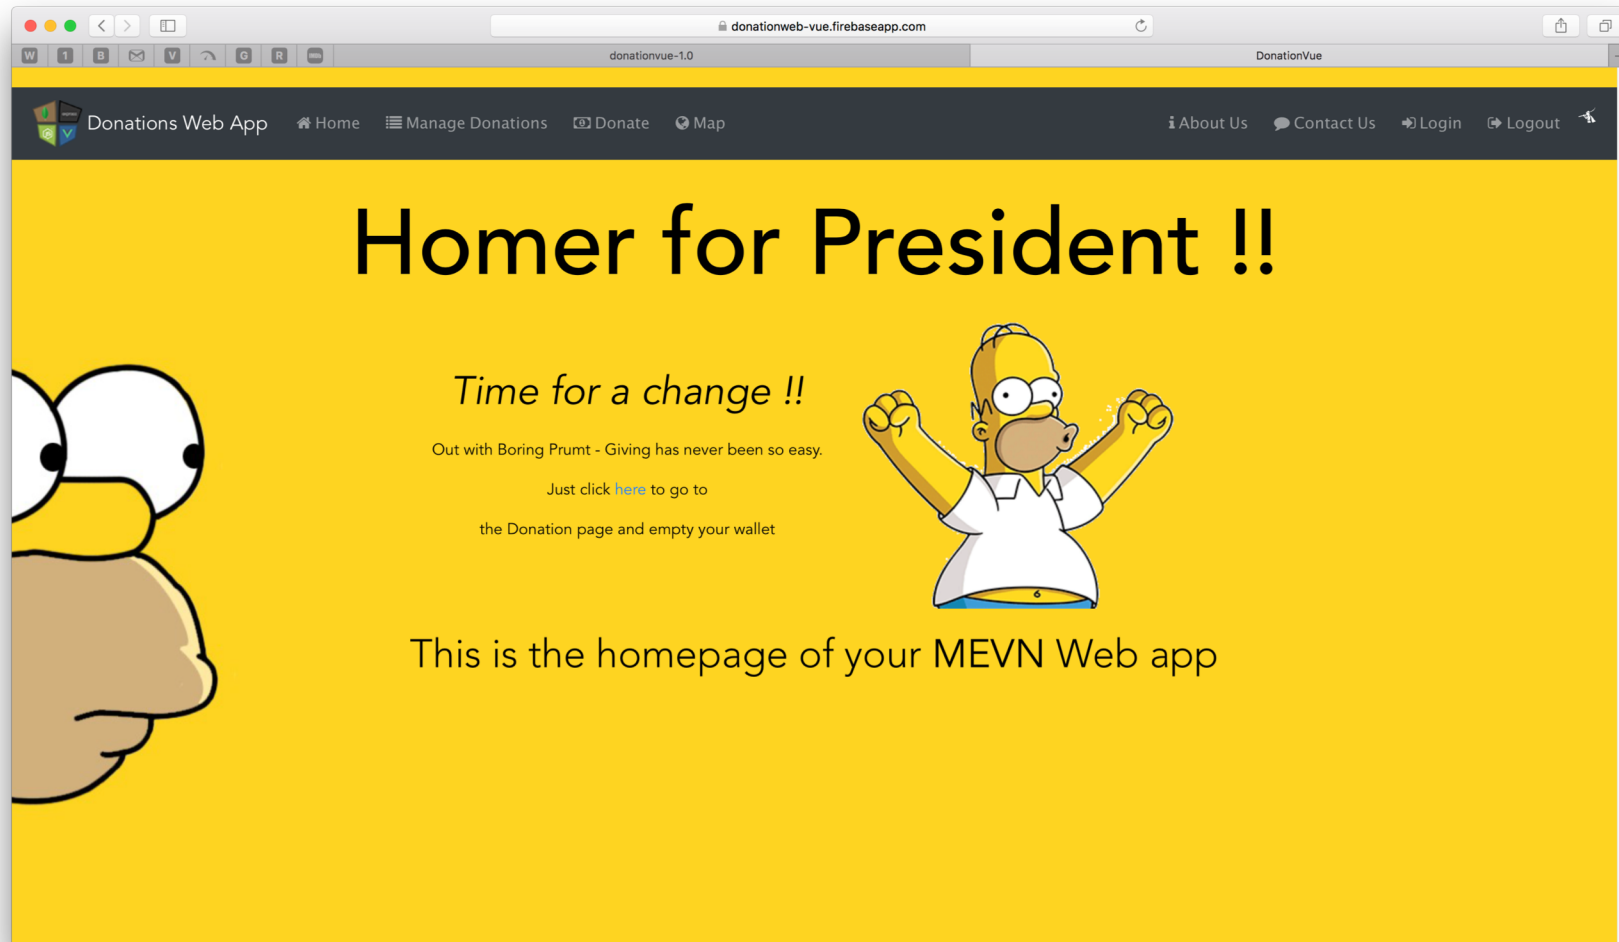 donationweb-vue.firebaseapp.com
W 1 B V G R
donationvue-1.0
DonationVue
Donations Web App Home Manage Donations Donate Map About Us Contact Us Login Logout
Homer for President !!
Time for a change !!
Out with Boring Prumt - Giving has never been so easy.
Just click here to go to
the Donation page and empty your wallet
This is the homepage of your MEVN Web app